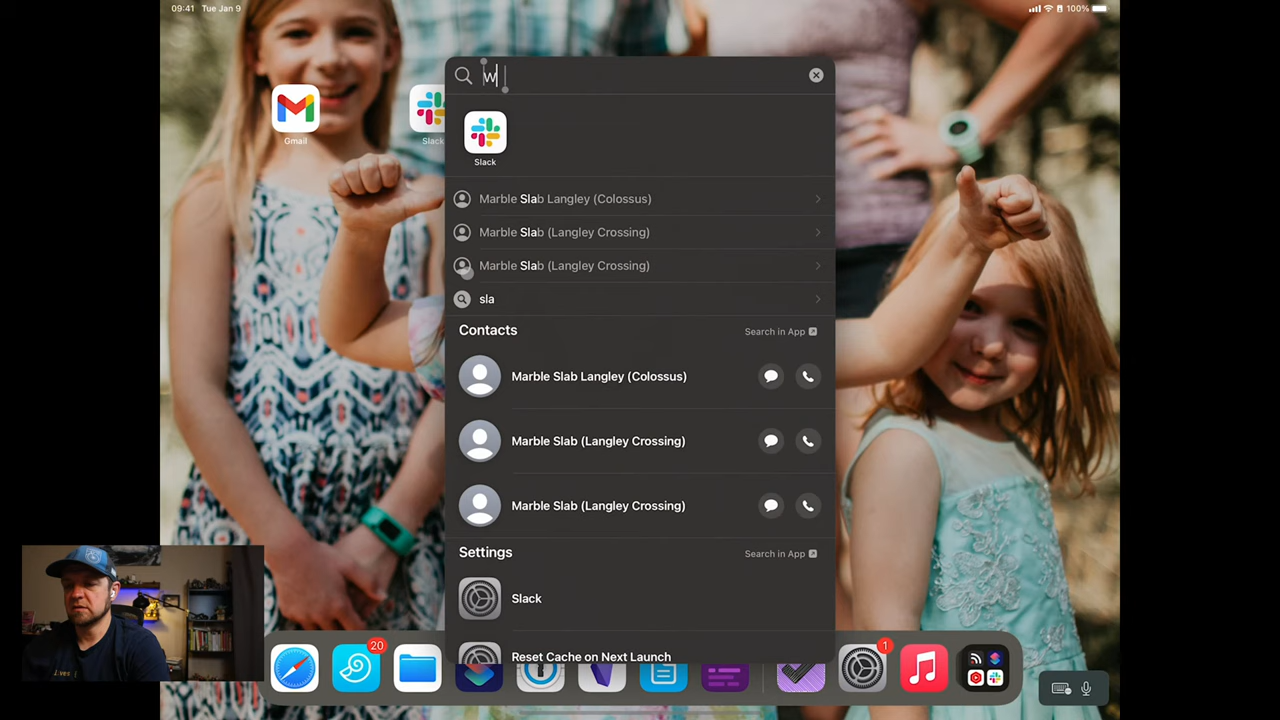 09:41 Tue Jan 9
100%
w
Gmail
Slack
Slack
Marble Slab Langley (Colossus)
Marble Slab (Langley Crossing)
Marble Slab (Langley Crossing)
sla
Contacts
Search in App
Marble Slab Langley (Colossus)
Marble Slab (Langley Crossing)
Marble Slab (Langley Crossing)
Settings
Search in App
Slack
Reset Cache on Next Launch
20
1